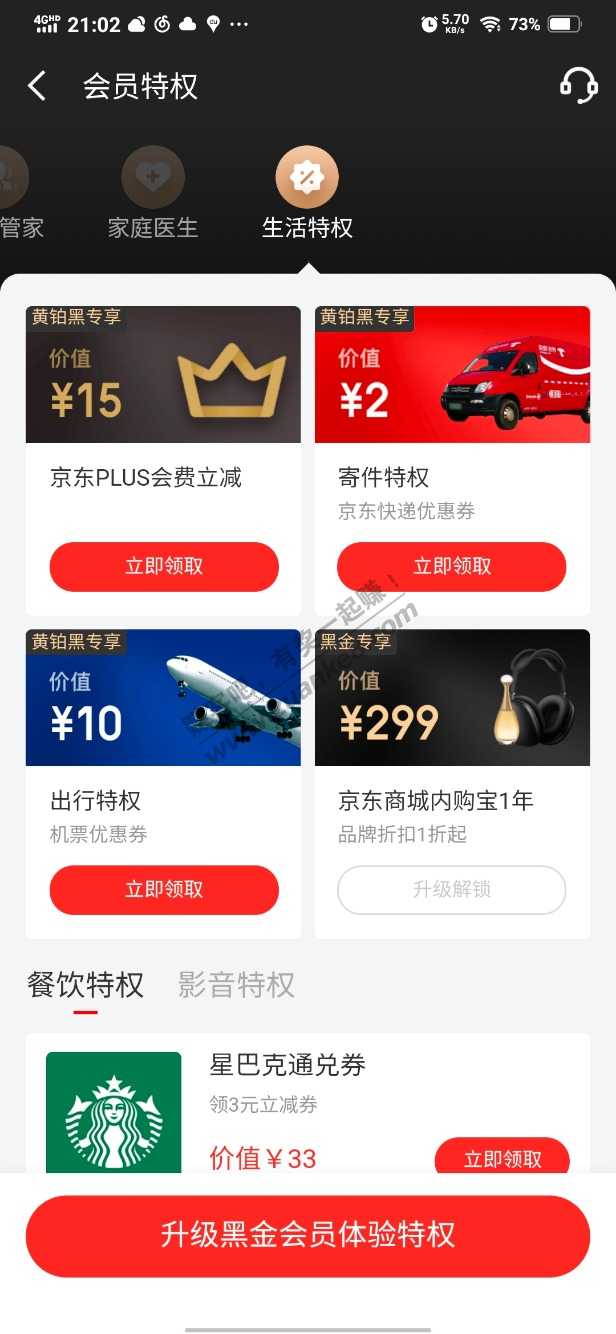 4GHD 21:02 5.70 KB/s 73%
会员特权
管家 家庭医生 生活特权
黄铂黑专享
价值
¥15
京东PLUS会费立减
立即领取
黄铂黑专享
价值
¥2
寄件特权
京东快递优惠券
立即领取
黄铂黑专享
价值
¥10
出行特权
机票优惠券
立即领取
黑金专享
价值
¥299
京东商城内购宝1年
品牌折扣1折起
升级解锁
餐饮特权 影音特权
星巴克通兑券
领3元立减券
价值￥33
立即领取
升级黑金会员体验特权
有奖一起赚！